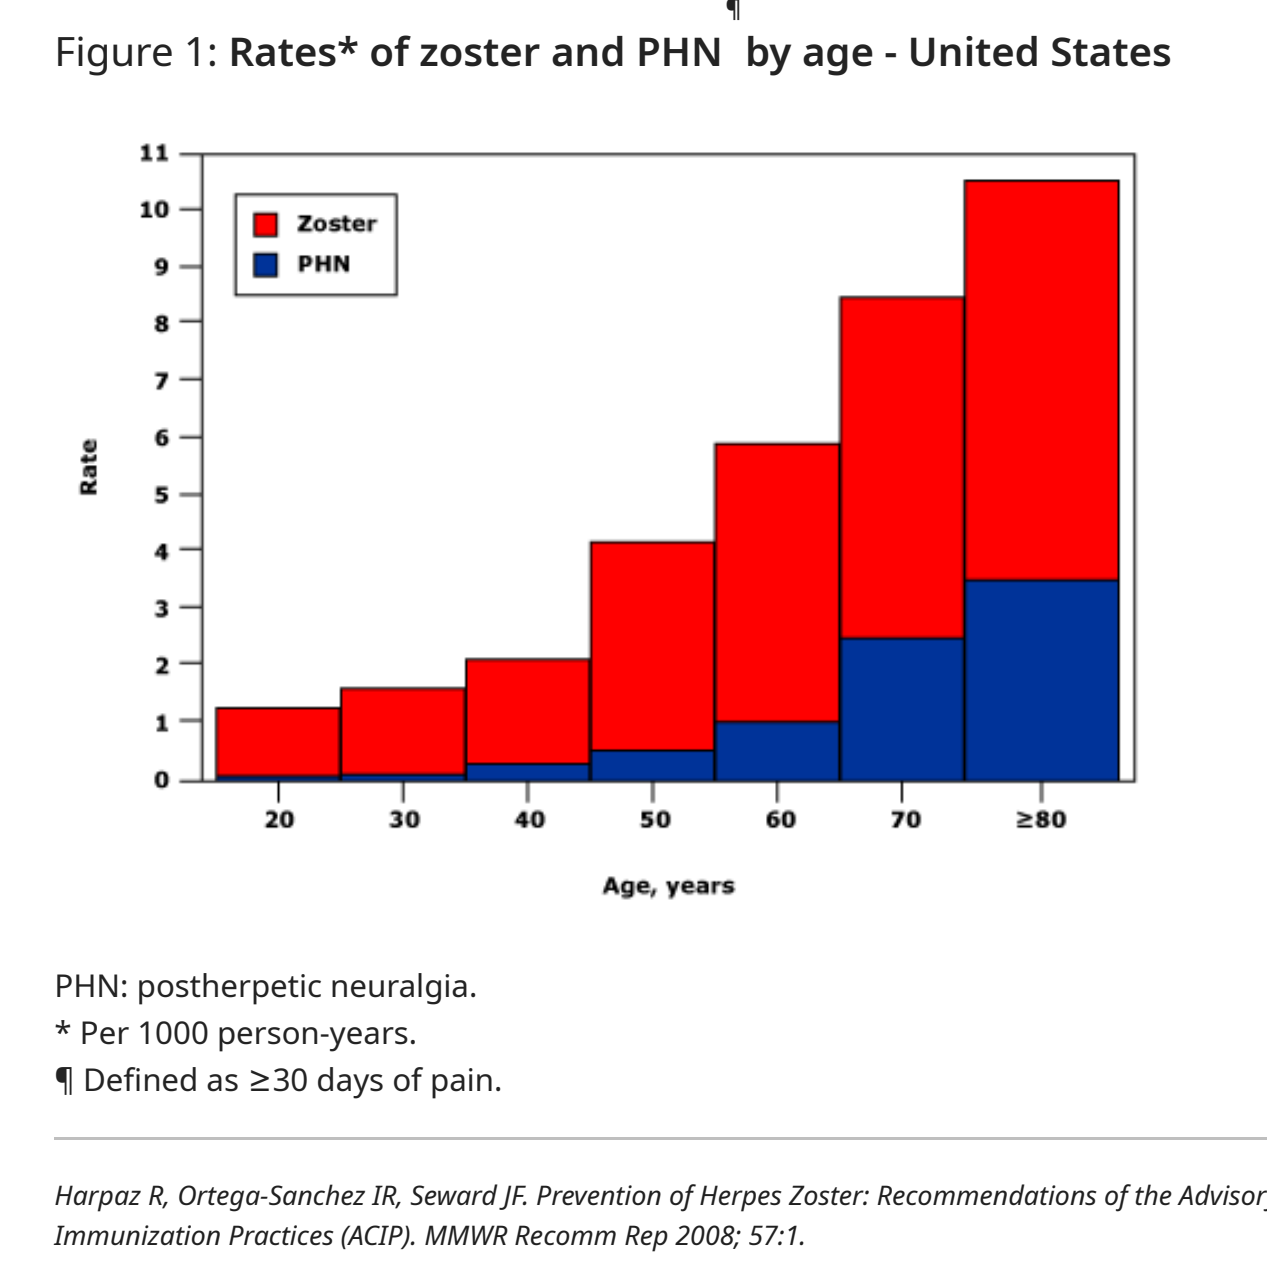 ¶
Figure 1: Rates* of zoster and PHN by age - United States
11
10
9
8
7
6
5
4
3
2
1
0
Zoster
PHN
Rate
20 30 40 50 60 70 ≥80
Age, years
PHN: postherpetic neuralgia.
* Per 1000 person-years.
¶ Defined as ≥30 days of pain.
Harpaz R, Ortega-Sanchez IR, Seward JF. Prevention of Herpes Zoster: Recommendations of the Advisory
Immunization Practices (ACIP). MMWR Recomm Rep 2008; 57:1.